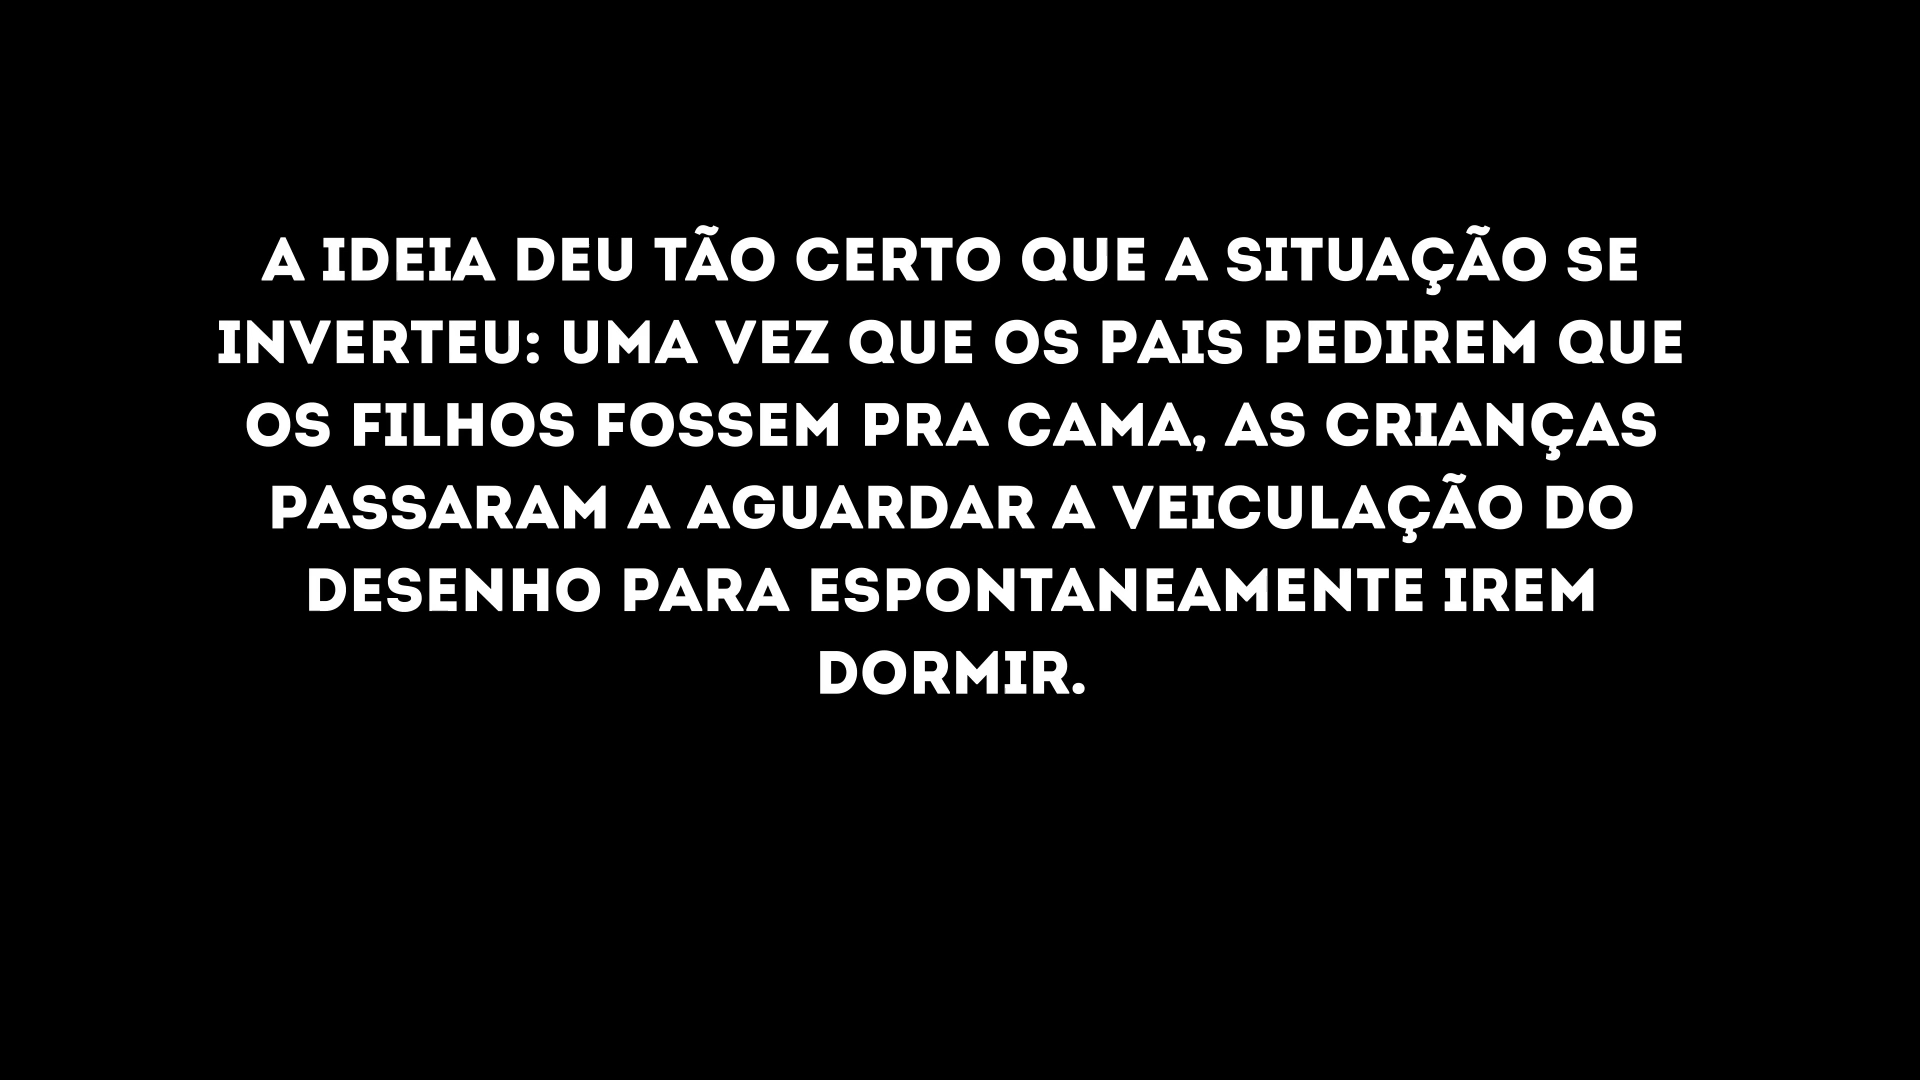 A IDEIA DEU TÃO CERTO QUE A SITUAÇÃO SE
INVERTEU: UMA VEZ QUE OS PAIS PEDIREM QUE
OS FILHOS FOSSEM PRA CAMA, AS CRIANÇAS
PASSARAM A AGUARDAR A VEICULAÇÃO DO
DESENHO PARA ESPONTANEAMENTE IREM
DORMIR.